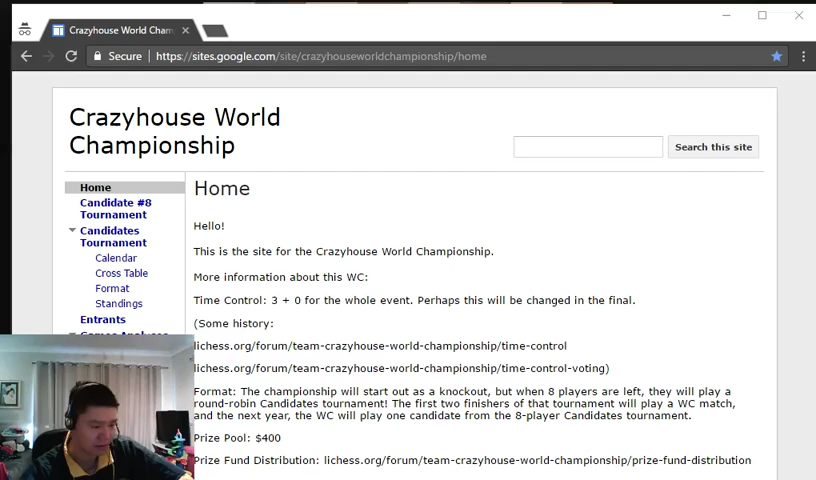 Crazyhouse World Cham
Secure
https://sites.google.com/site/crazyhouseworldchampionship/home
Crazyhouse World
Championship
Search this site
Home
Candidate #8
Tournament
Candidates
Tournament
Calendar
Cross Table
Format
Standings
Entrants
Games Analyses
Home
Hello!
This is the site for the Crazyhouse World Championship.
More information about this WC:
Time Control: 3 + 0 for the whole event. Perhaps this will be changed in the final.
(Some history:
lichess.org/forum/team-crazyhouse-world-championship/time-control
lichess.org/forum/team-crazyhouse-world-championship/time-control-voting)
Format: The championship will start out as a knockout, but when 8 players are left, they will play a
round-robin Candidates tournament! The first two finishers of that tournament will play a WC match,
and the next year, the WC will play one candidate from the 8-player Candidates tournament.
Prize Pool: $400
Prize Fund Distribution: lichess.org/forum/team-crazyhouse-world-championship/prize-fund-distribution